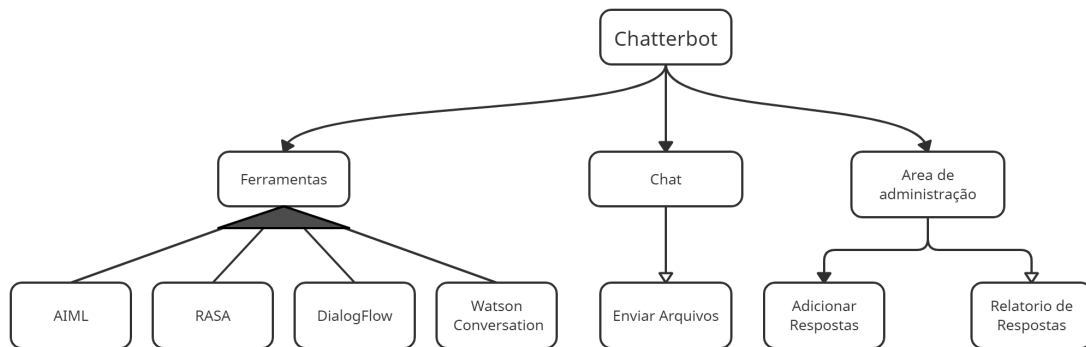 Chatterbot
Ferramentas
Chat
Area de
administração
AIML
RASA
DialogFlow
Watson
Conversation
Enviar Arquivos
Adicionar
Respostas
Relatorio de
Respostas